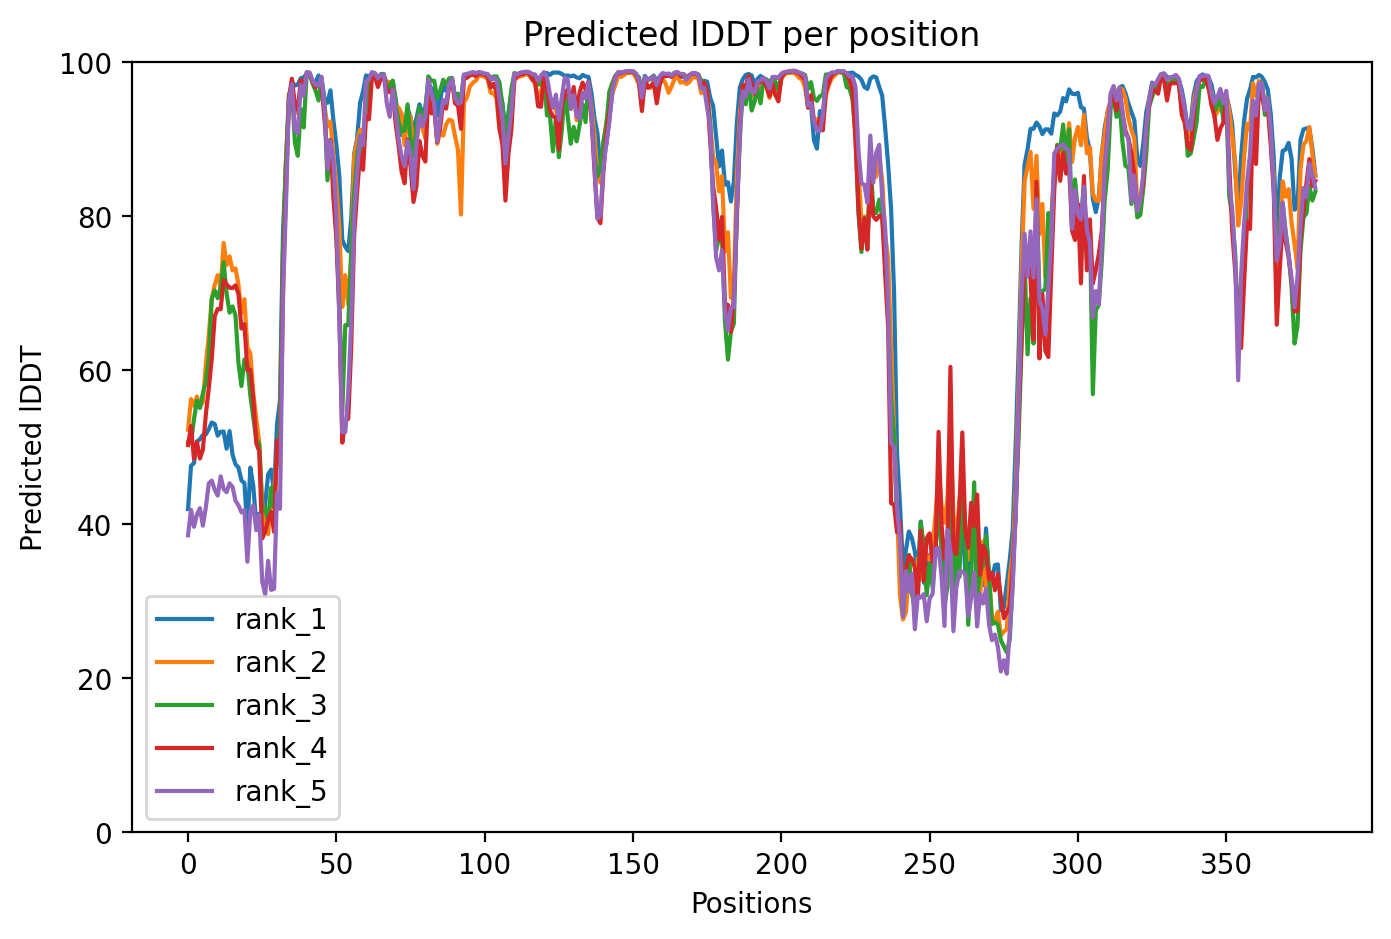 Predicted lDDT per position
Predicted lDDT
100
80
60
40
20
0
rank_1
rank_2
rank_3
rank_4
rank_5
0 50 100 150 200 250 300 350
Positions